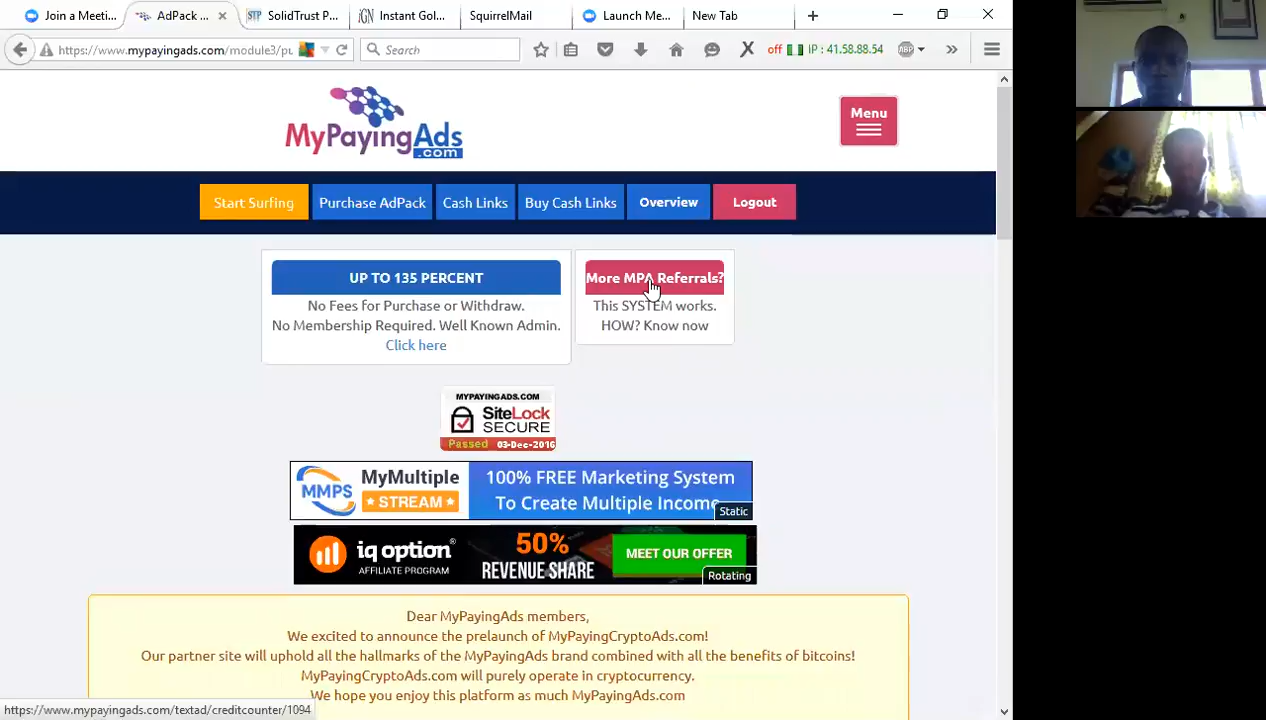 Join a Meeti...
AdPack ...
SolidTrust P...
Instant Gol...
SquirrelMail
Launch Me...
New Tab
https://www.mypayingads.com/module3/pu
Search
off
IP : 41.58.88.54
MyPayingAds
.com
Menu
Start Surfing
Purchase AdPack
Cash Links
Buy Cash Links
Overview
Logout
UP TO 135 PERCENT
No Fees for Purchase or Withdraw.
No Membership Required. Well Known Admin.
Click here
More MPA Referrals?
This SYSTEM works.
HOW? Know now
MYPAYINGADS.COM
SiteLock
SECURE
Passed 03-Dec-2016
MMPS
MyMultiple
STREAM
100% FREE Marketing System
To Create Multiple Income
Static
iq option
AFFILIATE PROGRAM
50%
REVENUE SHARE
MEET OUR OFFER
Rotating
Dear MyPayingAds members,
We excited to announce the prelaunch of MyPayingCryptoAds.com!
Our partner site will uphold all the hallmarks of the MyPayingAds brand combined with all the benefits of bitcoins!
MyPayingCryptoAds.com will purely operate in cryptocurrency.
We hope you enjoy this platform as much MyPayingAds.com
https://www.mypayingads.com/textad/creditcounter/1094